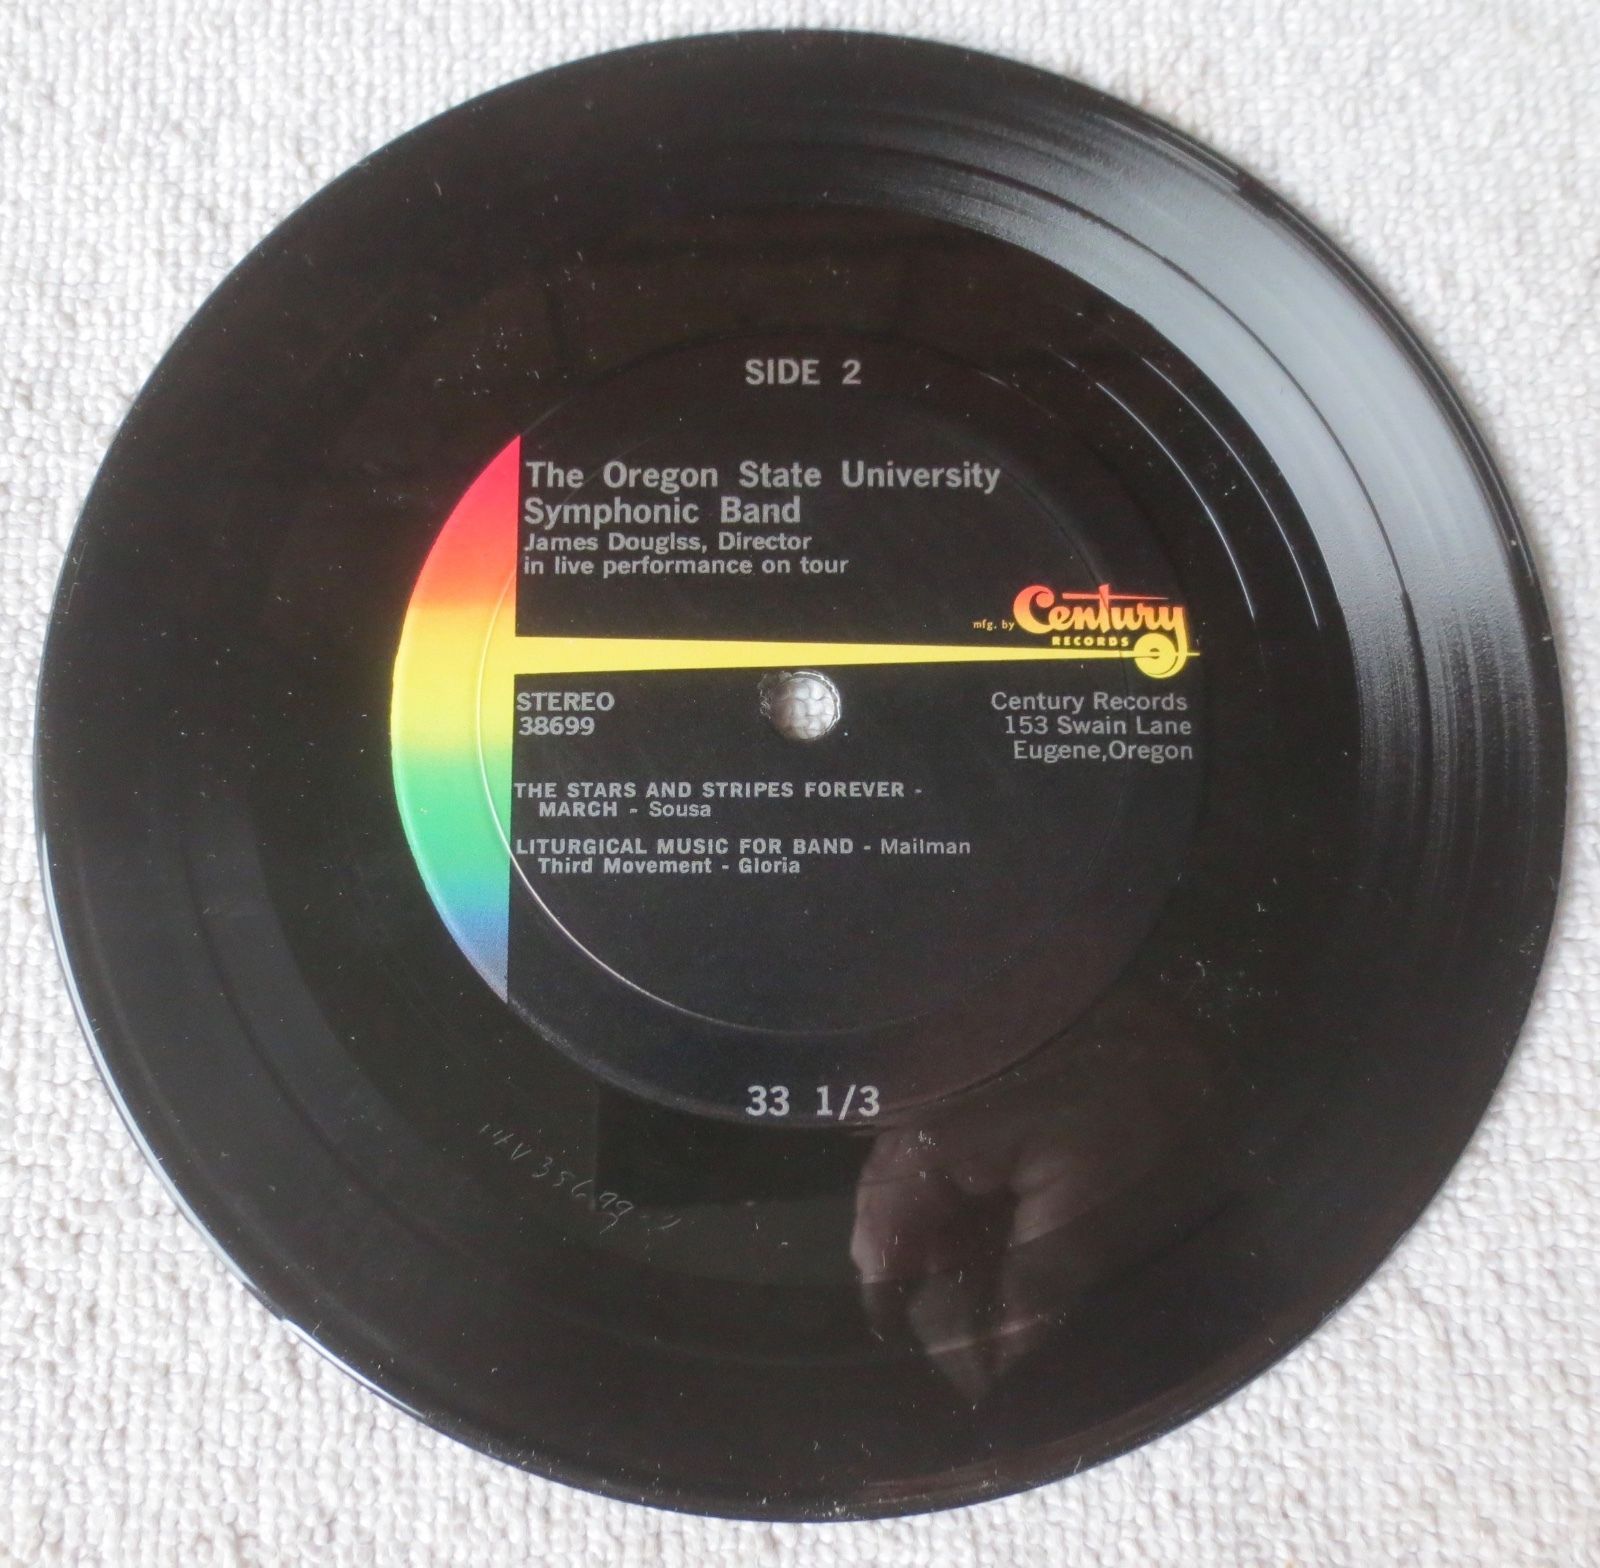 SIDE 2
The Oregon State University
Symphonic Band
James Douglss, Director
in live performance on tour
mfg. by Century
RECORDS
STEREO
38699
Century Records
153 Swain Lane
Eugene,Oregon
THE STARS AND STRIPES FOREVER -
MARCH - Sousa
LITURGICAL MUSIC FOR BAND - Mailman
Third Movement - Gloria
33 1/3